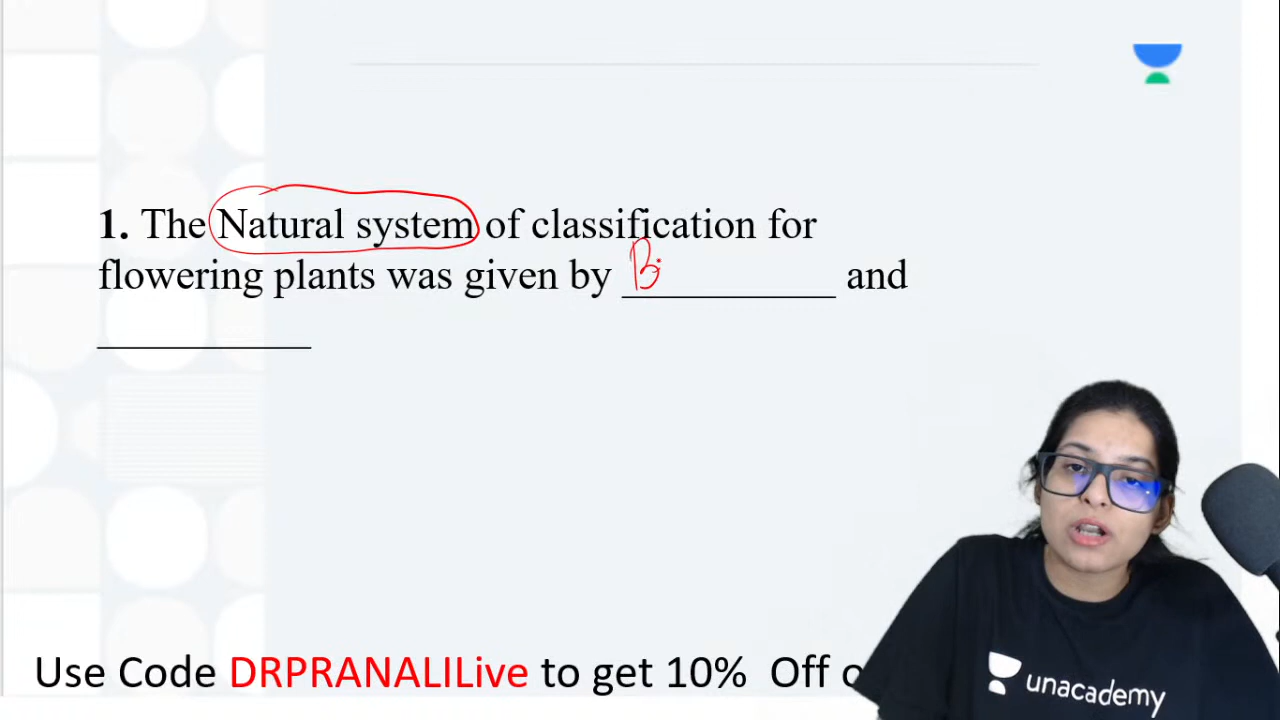 1. The Natural system of classification for
flowering plants was given by B __________ and
__________
Use Code DRPRANALILive to get 10% Off
unacademy